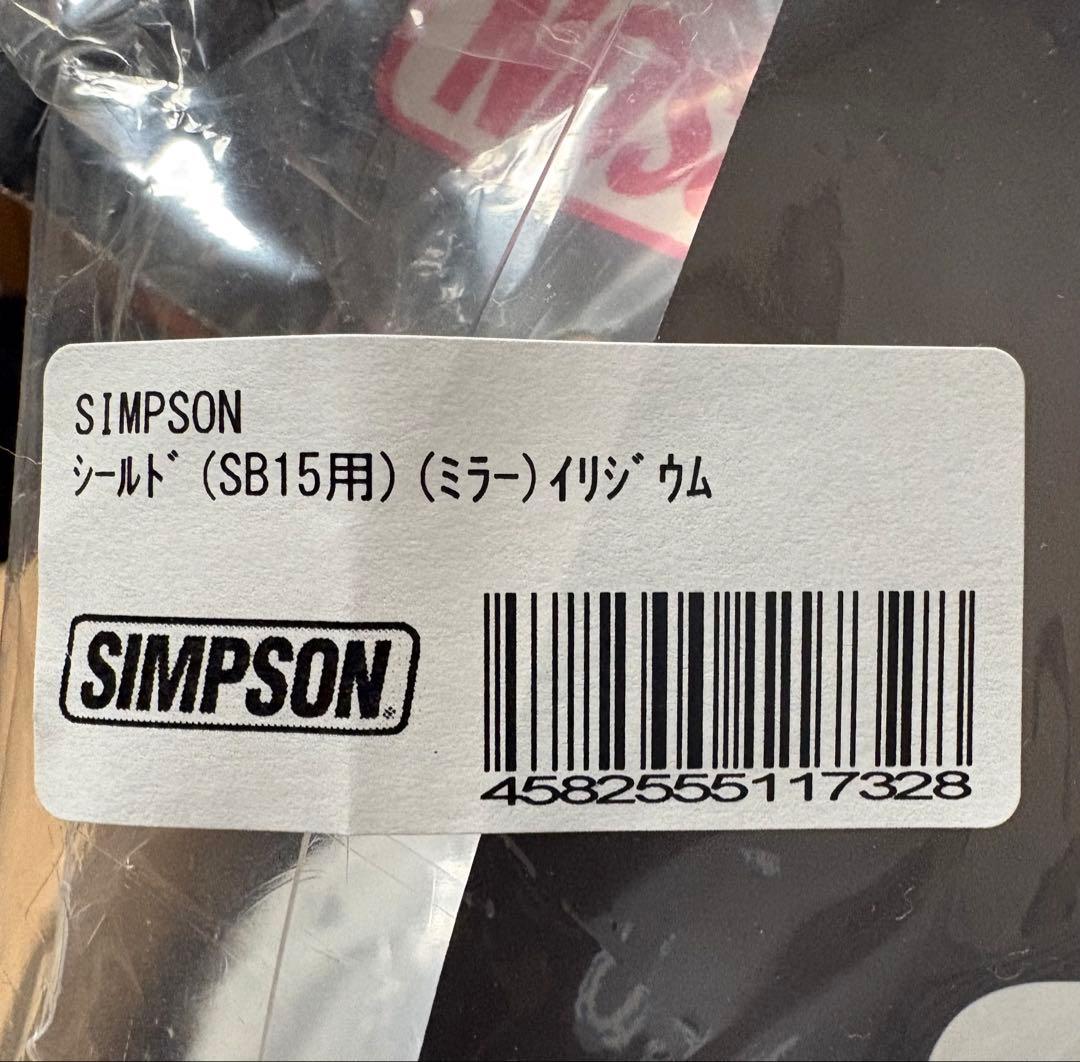 SIMPSON
ｼｰﾙﾄﾞ(SB15用)(ﾐﾗｰ)ｲﾘｼﾞｳﾑ
SIMPSON
4582555117328